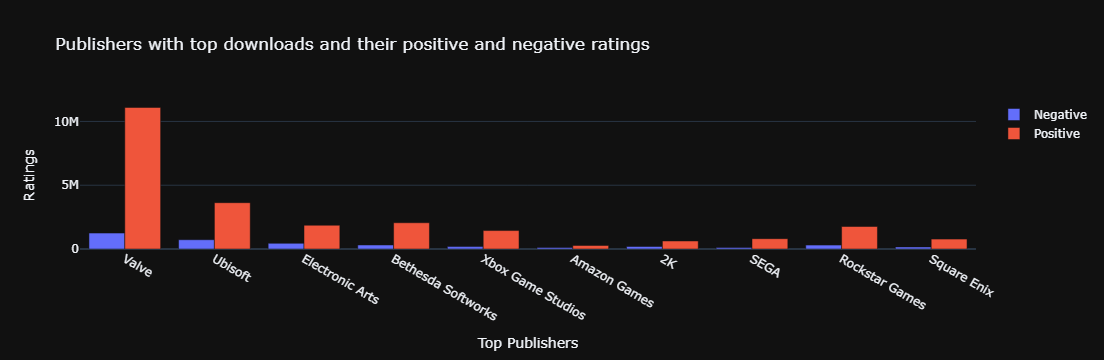 Publishers with top downloads and their positive and negative ratings
Negative
Positive
Ratings
10M
5M
0
Valve
Ubisoft
Electronic Arts
Bethesda Softworks
Xbox Game Studios
Amazon Games
2K
SEGA
Rockstar Games
Square Enix
Top Publishers